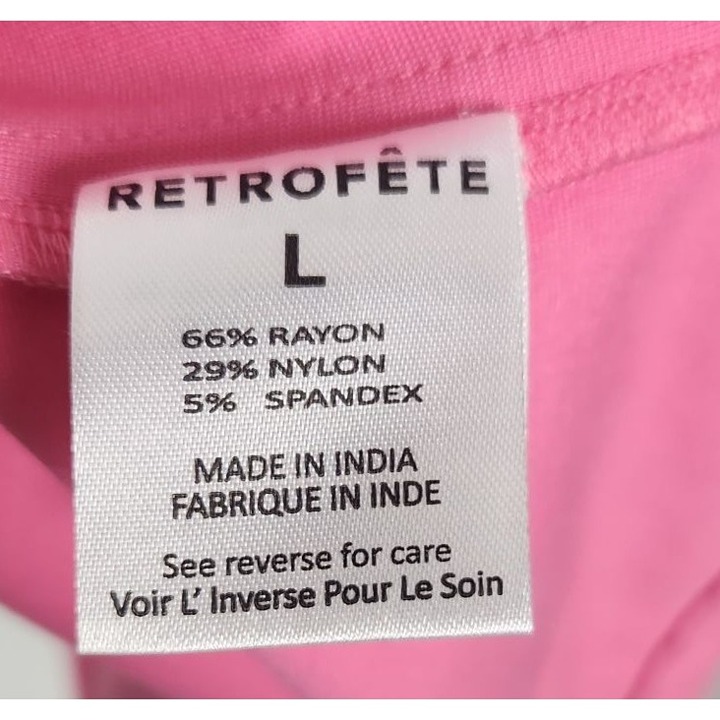 RETROFÊTE
L
66% RAYON
29% NYLON
5% SPANDEX
MADE IN INDIA
FABRIQUE IN INDE
See reverse for care
Voir L' Inverse Pour Le Soin